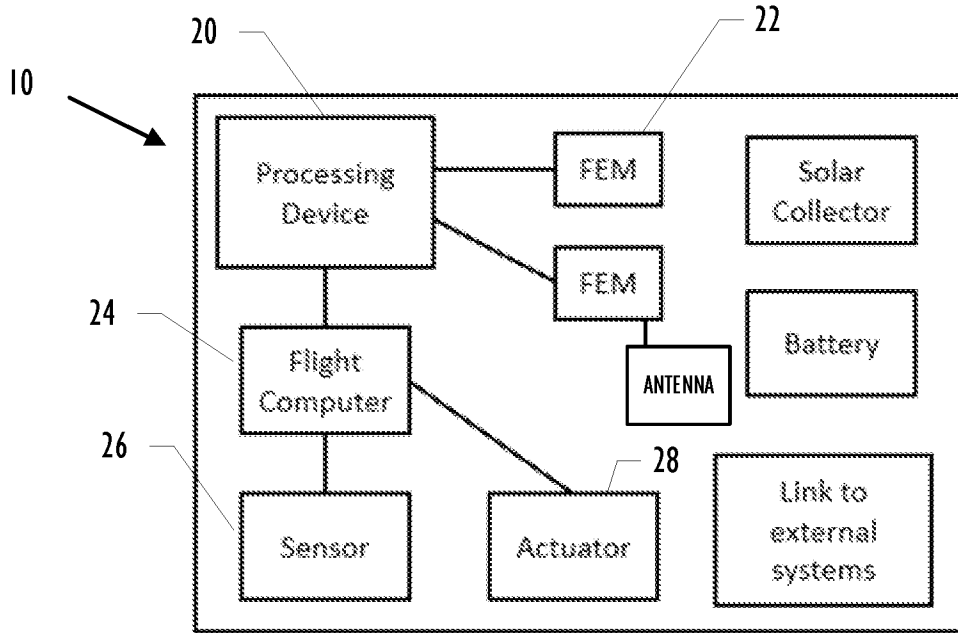 20
22
10
Processing
Device
FEM
Solar
Collector
FEM
24
Flight
Computer
ANTENNA
Battery
26
28
Sensor
Actuator
Link to
external
systems